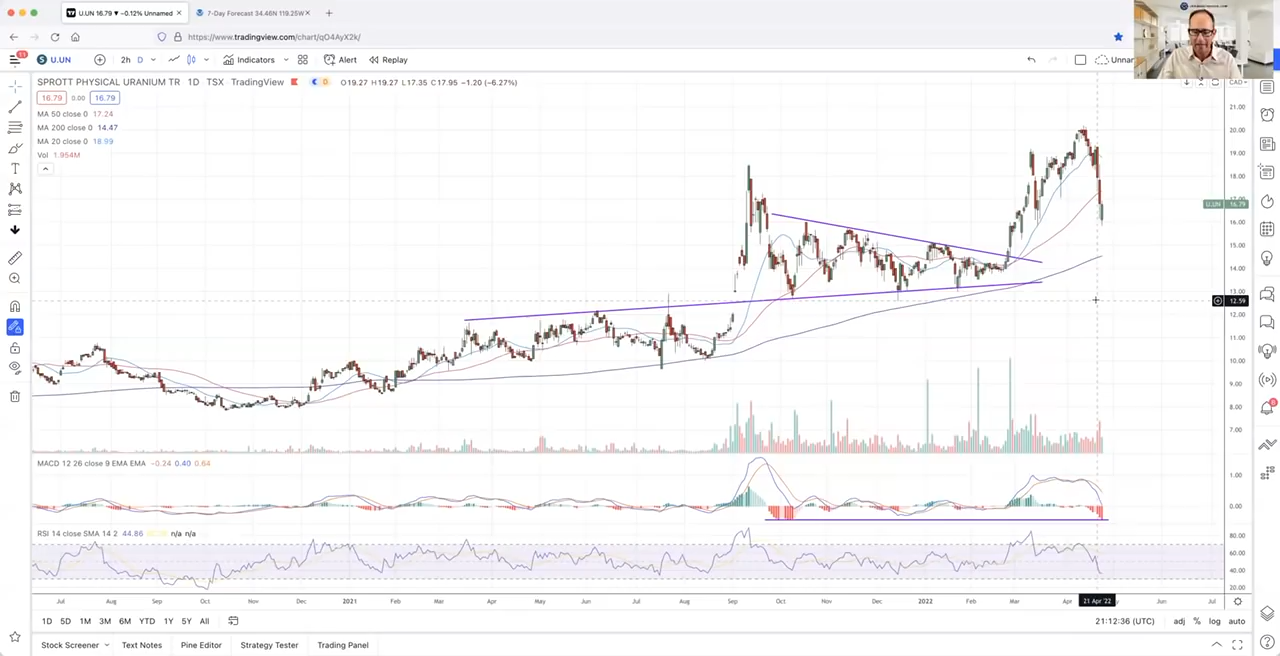 U.UN 16.79 ▼ −0.12% Unnamed
7-Day Forecast 34.46N 119.25W
https://www.tradingview.com/chart/qO4AyX2k/
11
U.UN
2h
D
Indicators
Alert
Replay
Unnar
SPROTT PHYSICAL URANIUM TR 1D TSX TradingView
D
O19.27 H19.27 L17.35 C17.95 −1.20 (−6.27%)
CAD
16.79 0.00 16.79
MA 50 close 0 17.24
MA 200 close 0 14.47
MA 20 close 0 18.99
Vol 1.954M
21.00
20.00
19.00
18.00
U.UN 16.79
16.00
15.00
14.00
13.00
12.59
12.00
11.00
10.00
9.00
8.00
7.00
MACD 12 26 close 9 EMA EMA −0.24 0.40 0.64
1.00
0.00
RSI 14 close SMA 14 2 44.86 n/a n/a
80.00
60.00
40.00
20.00
Jul Aug Sep Oct Nov Dec 2021 Feb Mar Apr May Jun Jul Aug Sep Oct Nov Dec 2022 Feb Mar Apr 21 Apr '22 Jun Jul
1D 5D 1M 3M 6M YTD 1Y 5Y All
21:12:36 (UTC) adj % log auto
Stock Screener Text Notes Pine Editor Strategy Tester Trading Panel